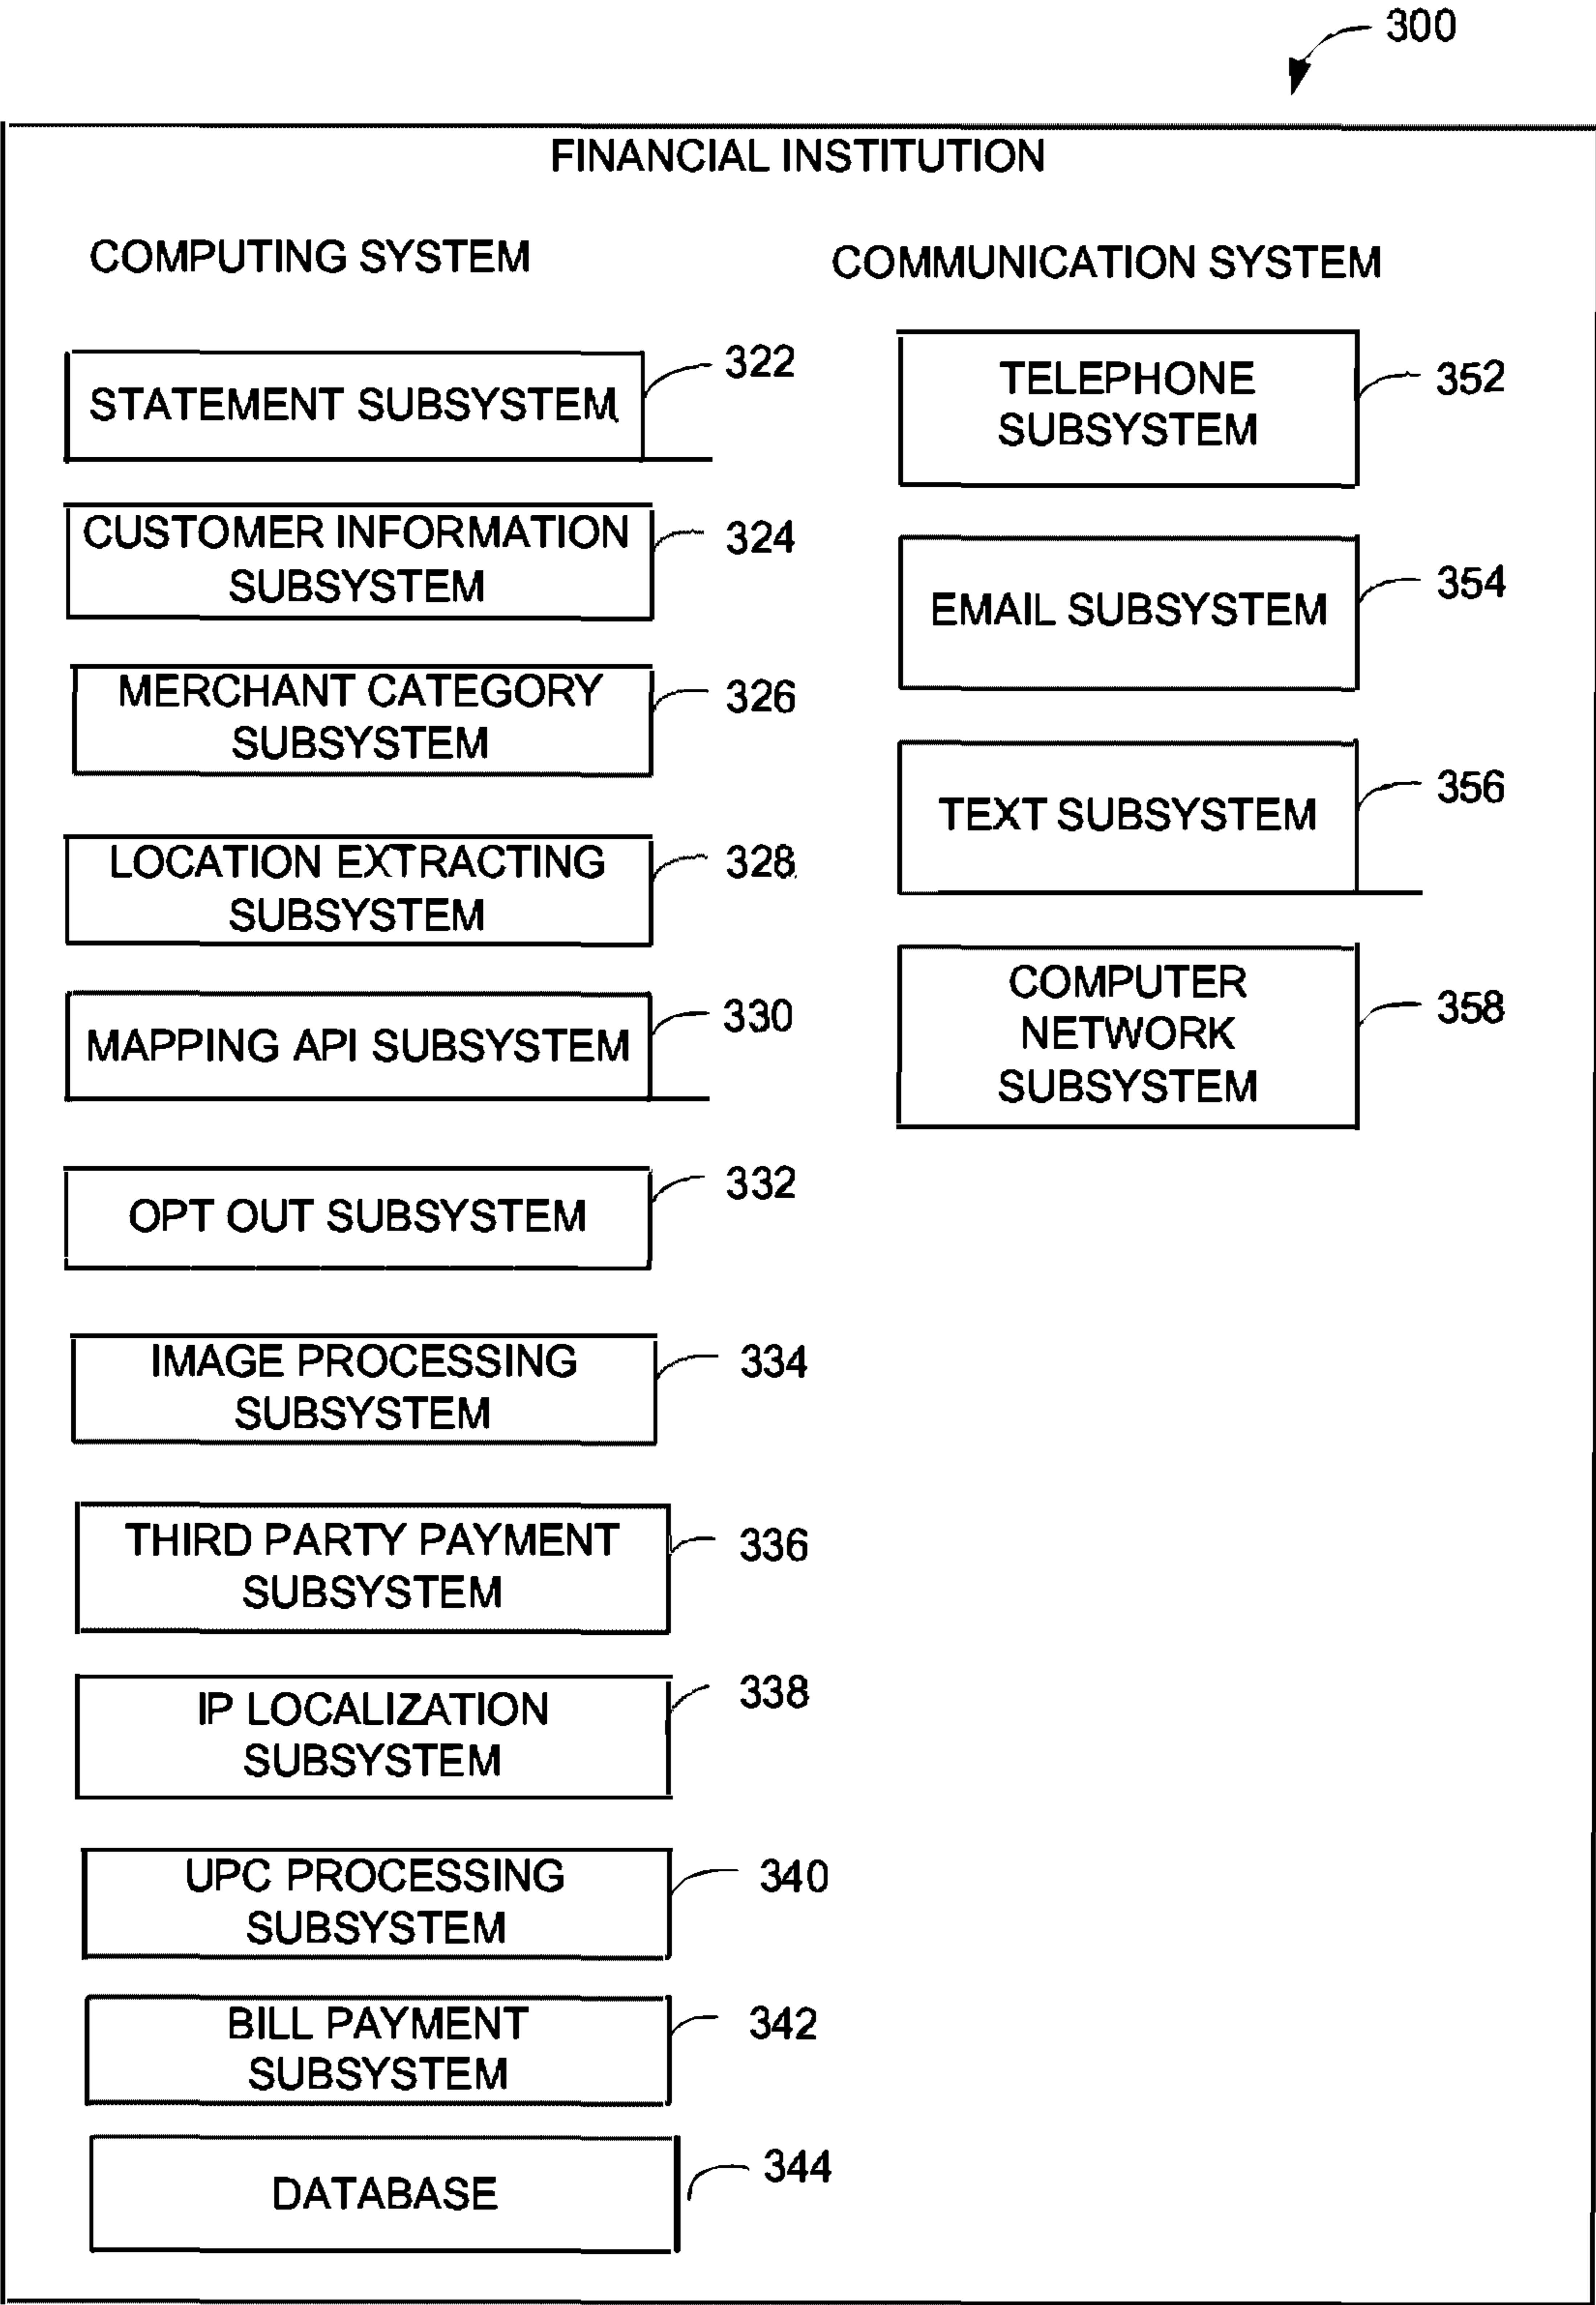 300
FINANCIAL INSTITUTION
COMPUTING SYSTEM
STATEMENT SUBSYSTEM
322
CUSTOMER INFORMATION
SUBSYSTEM
324
MERCHANT CATEGORY
SUBSYSTEM
326
LOCATION EXTRACTING
SUBSYSTEM
328
MAPPING API SUBSYSTEM
330
OPT OUT SUBSYSTEM
332
IMAGE PROCESSING
SUBSYSTEM
334
THIRD PARTY PAYMENT
SUBSYSTEM
336
IP LOCALIZATION
SUBSYSTEM
338
UPC PROCESSING
SUBSYSTEM
340
BILL PAYMENT
SUBSYSTEM
342
DATABASE
344
COMMUNICATION SYSTEM
TELEPHONE
SUBSYSTEM
352
EMAIL SUBSYSTEM
354
TEXT SUBSYSTEM
356
COMPUTER
NETWORK
SUBSYSTEM
358